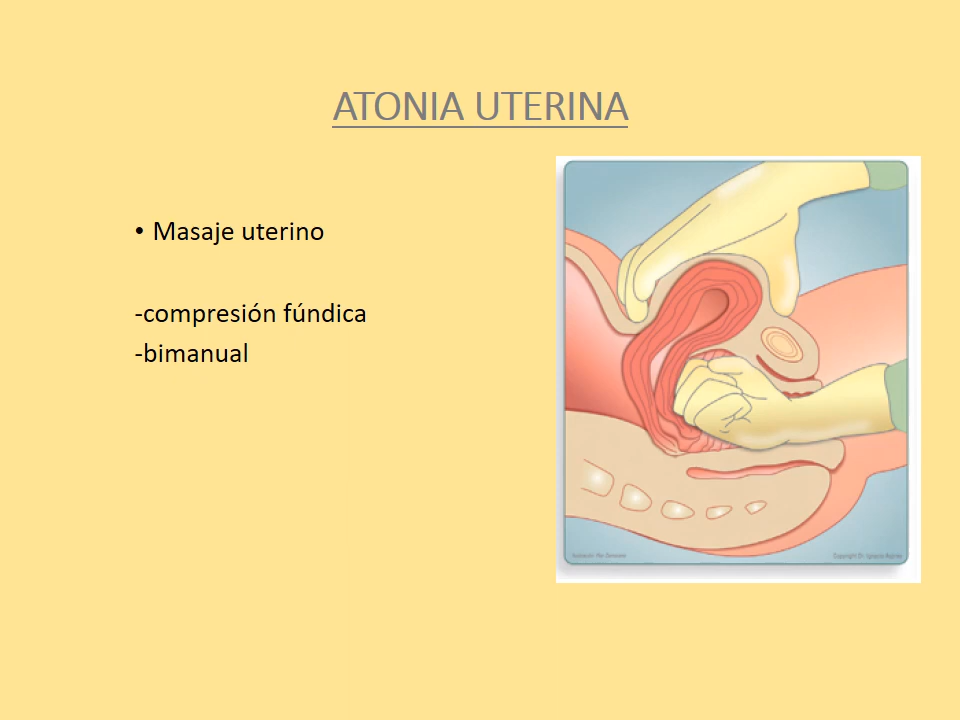 ATONIA UTERINA
• Masaje uterino
-compresión fúndica
-bimanual